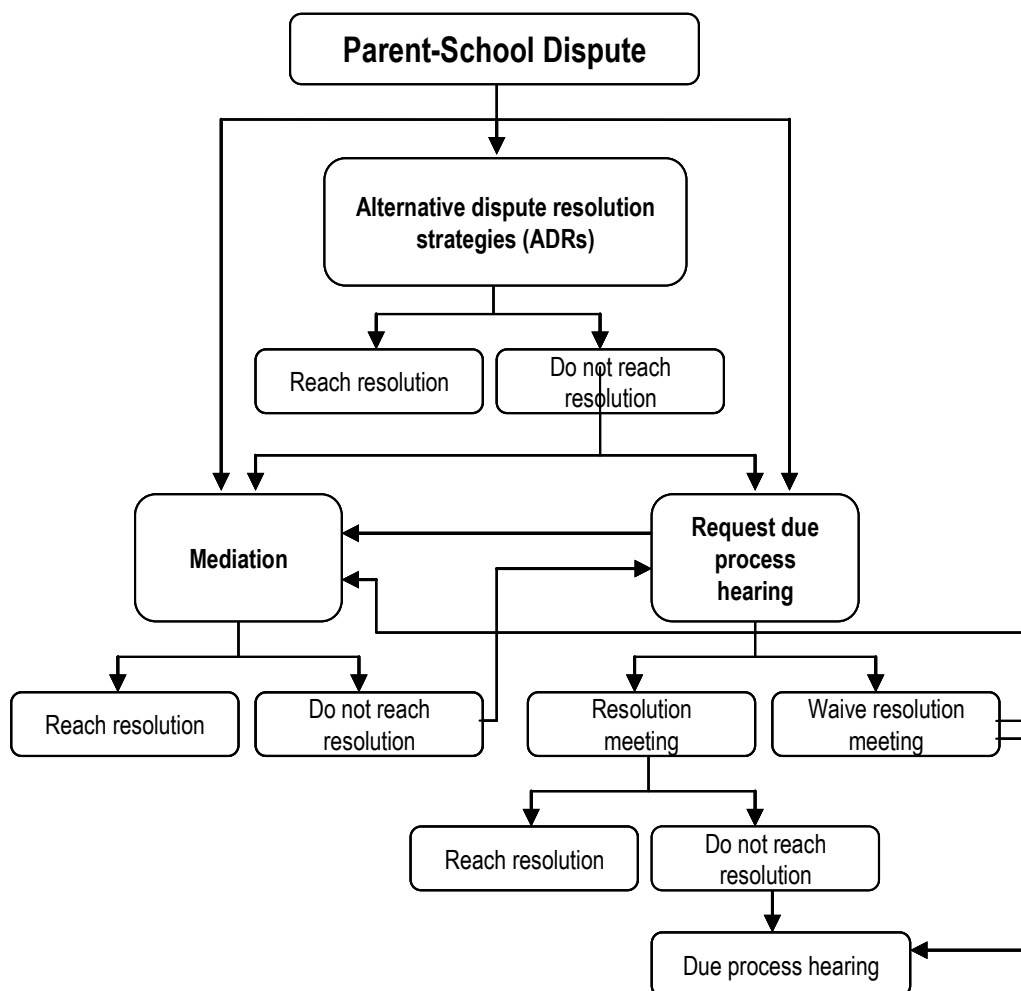 Parent-School Dispute
Alternative dispute resolution
strategies (ADRs)
Reach resolution
Do not reach
resolution
Mediation
Request due
process
hearing
Reach resolution
Do not reach
resolution
Resolution
meeting
Waive resolution
meeting
Reach resolution
Do not reach
resolution
Due process hearing